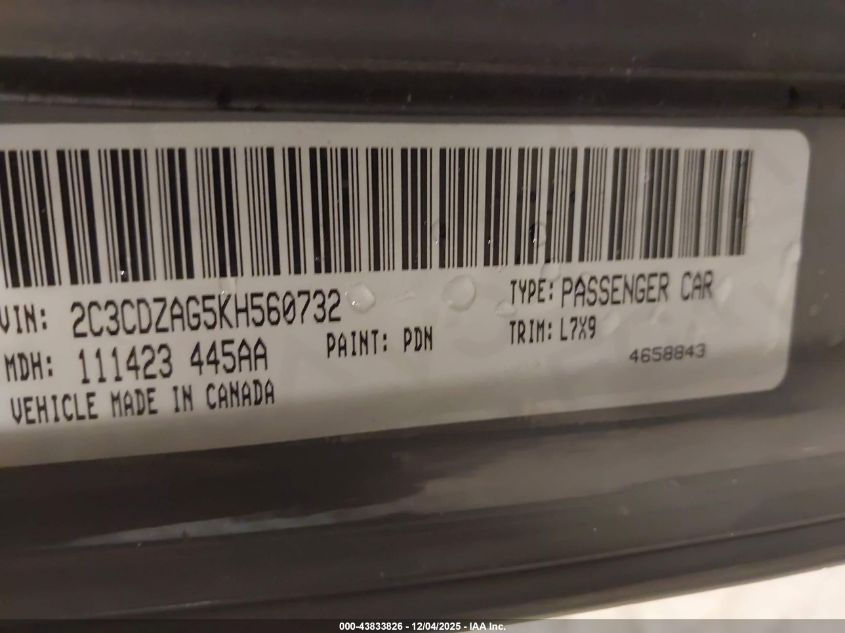 VIN: 2C3CDZAG5KH560732 TYPE: PASSENGER CAR
MDH: 111423 445AA PAINT: PDN TRIM: L7X9
VEHICLE MADE IN CANADA 4658843
000-43833826 - 12/04/2025 - IAA Inc.